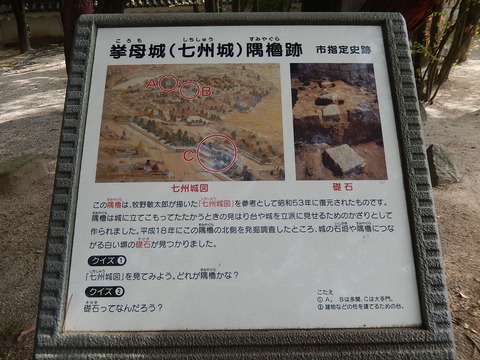 ころも しちしゅう すみやぐら
挙母城(七州城)隅櫓跡 市指定史跡
A B
C
七州城図 礎石
この隅櫓は、牧野敏太郎が描いた「七州城図」を参考として昭和53年に復元されたものです。
隅櫓は城に立てこもってたたかうときの見はり台や城を立派に見せるためのかざりとして
作られました。平成18年にこの隅櫓の北側を発掘調査したところ、城の石垣や隅櫓につな
がる白い塀の礎石が見つかりました。
クイズ 1
「七州城図」を見てみよう。どれが隅櫓かな?
クイズ 2
礎石ってなんだろう?
こたえ
① A。 Bは多聞、Cは大手門。
② 建物などの柱を建てるための台。